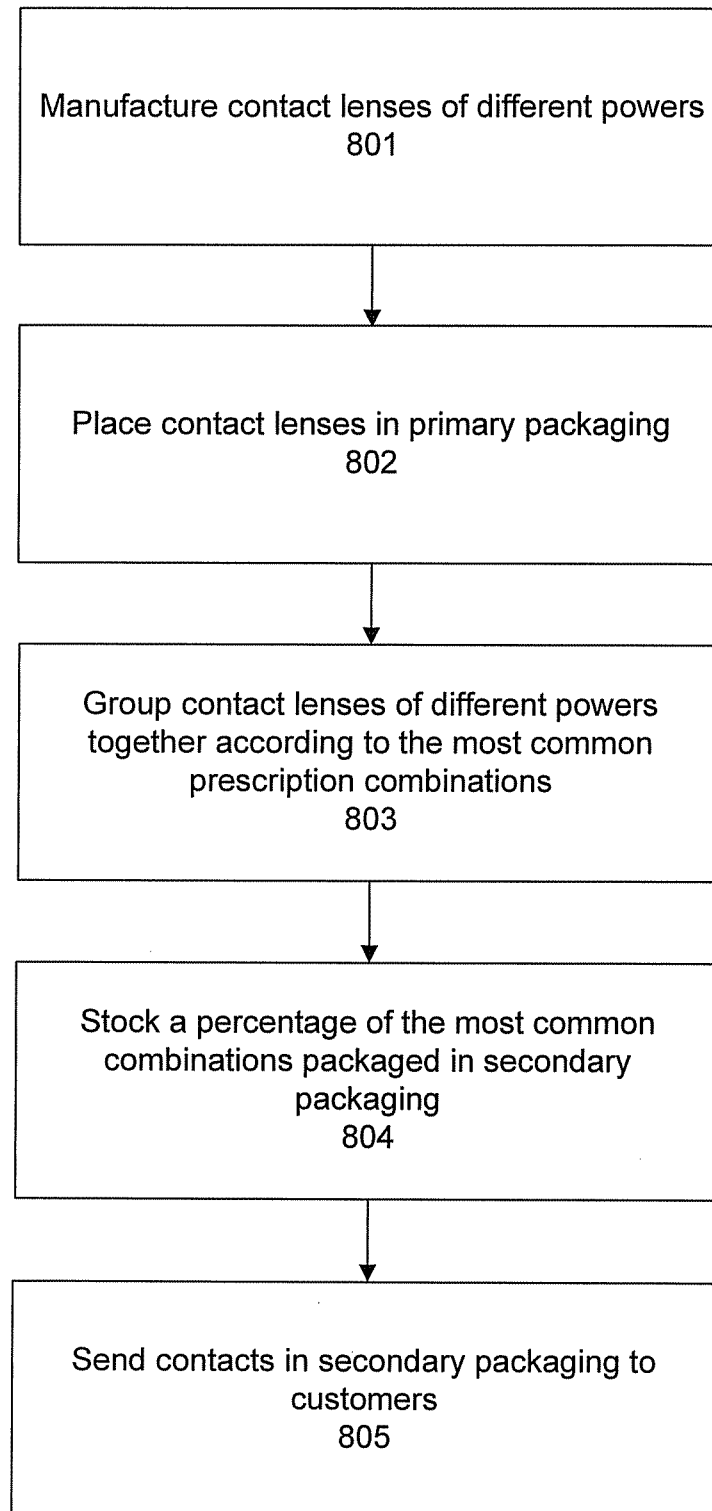 Manufacture contact lenses of different powers
801
Place contact lenses in primary packaging
802
Group contact lenses of different powers
together according to the most common
prescription combinations
803
Stock a percentage of the most common
combinations packaged in secondary
packaging
804
Send contacts in secondary packaging to
customers
805